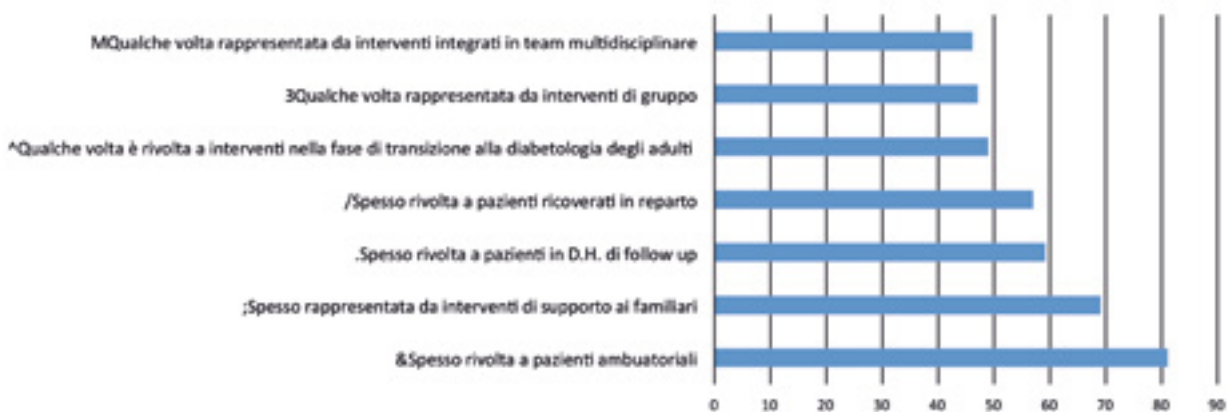 MQualche volta rappresentata da interventi integrati in team multidisciplinare
3Qualche volta rappresentata da interventi di gruppo
^Qualche volta è rivolta a interventi nella fase di transizione alla diabetologia degli adulti
/Spesso rivolta a pazienti ricoverati in reparto
.Spesso rivolta a pazienti in D.H. di follow up
;Spesso rappresentata da interventi di supporto ai familiari
&Spesso rivolta a pazienti ambuatoriali
0 10 20 30 40 50 60 70 80 90